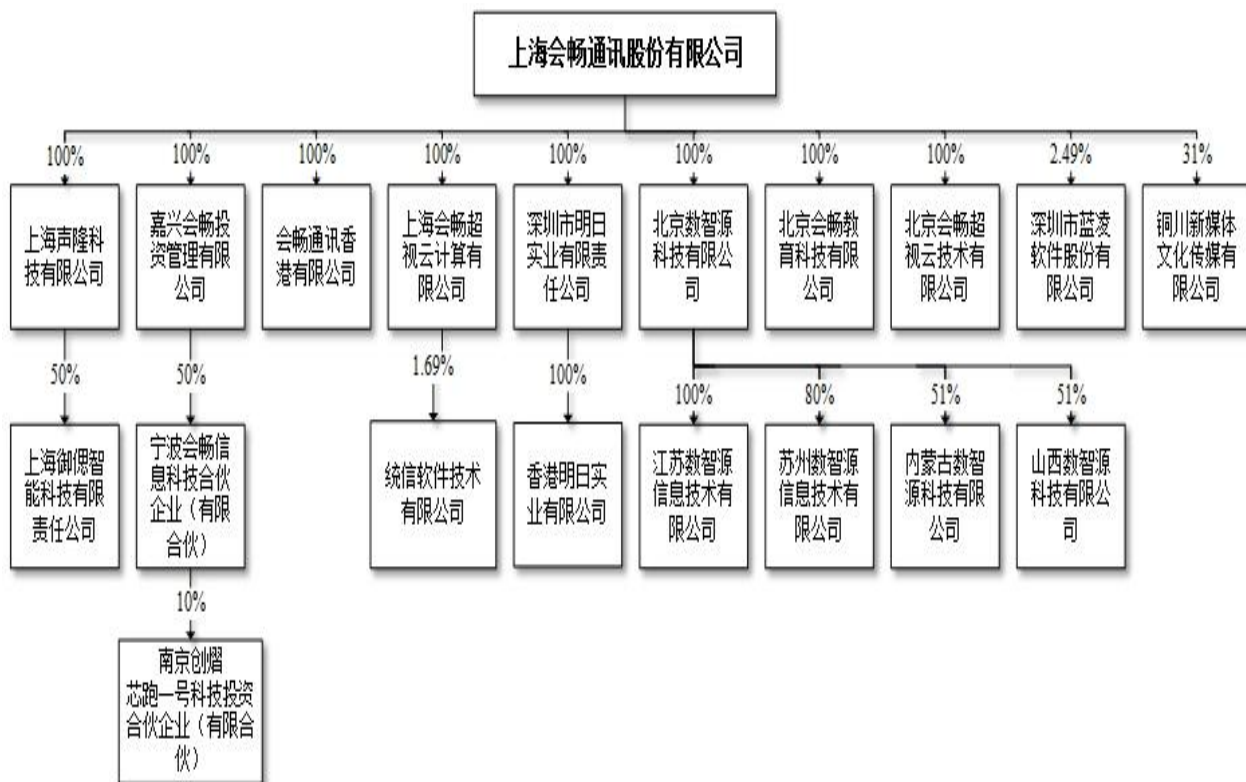 上海会畅通讯股份有限公司
100%
100%
100%
100%
100%
100%
100%
100%
2.49%
31%
上海声隆科
技有限公司
嘉兴会畅投
资管理有限
公司
会畅通讯香
港有限公司
上海会畅超
视云计算有
限公司
深圳市明日
实业有限责
任公司
北京数智源
科技有限公
司
北京会畅教
育科技有限
公司
北京会畅超
视云技术有
限公司
深圳市蓝凌
软件股份有
限公司
铜川新媒体
文化传媒有
限公司
50%
50%
1.69%
100%
100%
80%
51%
51%
上海御偲智
能科技有限
责任公司
宁波会畅信
息科技合伙
企业（有限
合伙）
统信软件技术
有限公司
香港明日实
业有限公司
江苏数智源
信息技术有
限公司
苏州数智源
信息技术有
限公司
内蒙古数智
源科技有限
公司
山西数智源
科技有限公
司
10%
南京创熠
芯跑一号科技投资
合伙企业（有限合
伙）